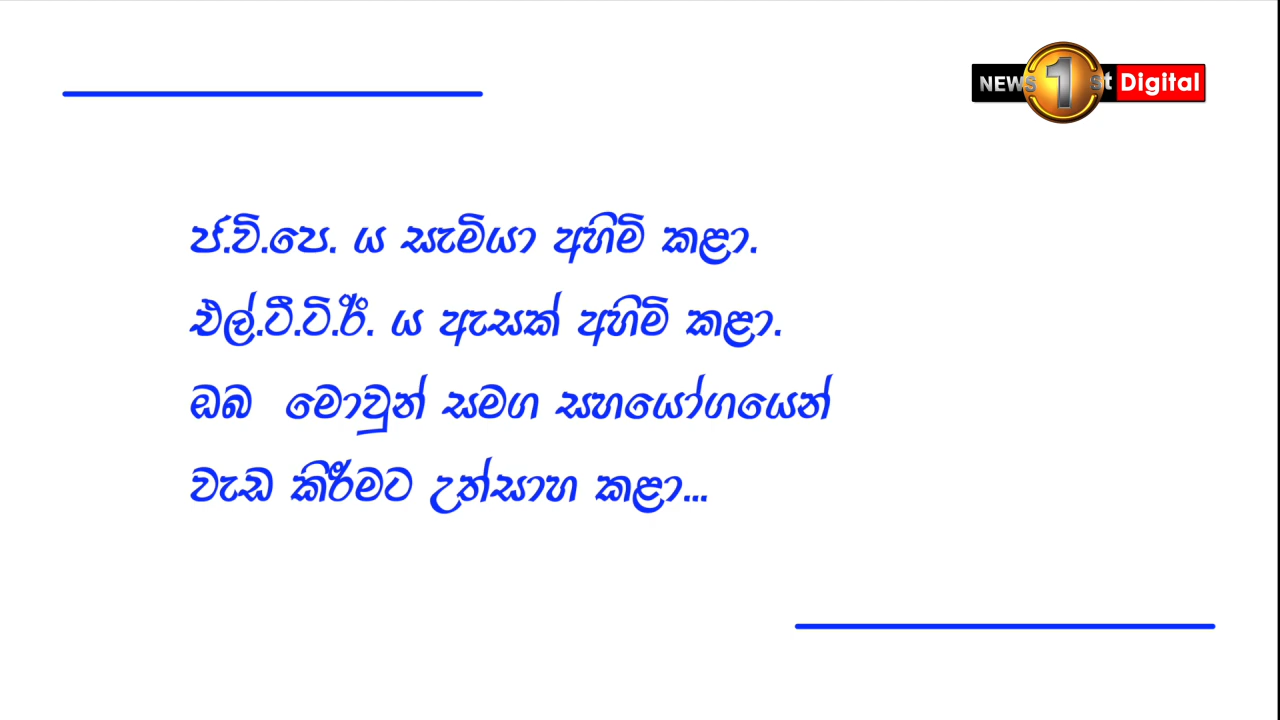 NEWS 1st Digital
ජ.වි.පෙ. ය සැමියා අහිමි කළා.
එල්.ටී.ටි.ඊ. ය ඇසක් අහිමි කළා.
ඔබ මොවුන් සමග සහයෝගයෙන්
වැඩ කිරීමට උත්සාහ කළා...